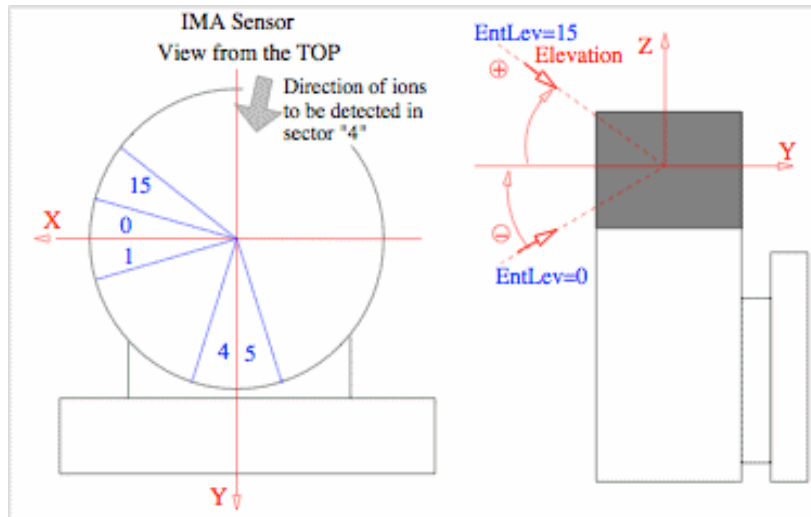 IMA Sensor
View from the TOP
Direction of ions
to be detected in
sector "4"
15
0
1
X
4 5
Y
EntLev=15
Elevation
Z
⊕
Y
⊖
EntLev=0